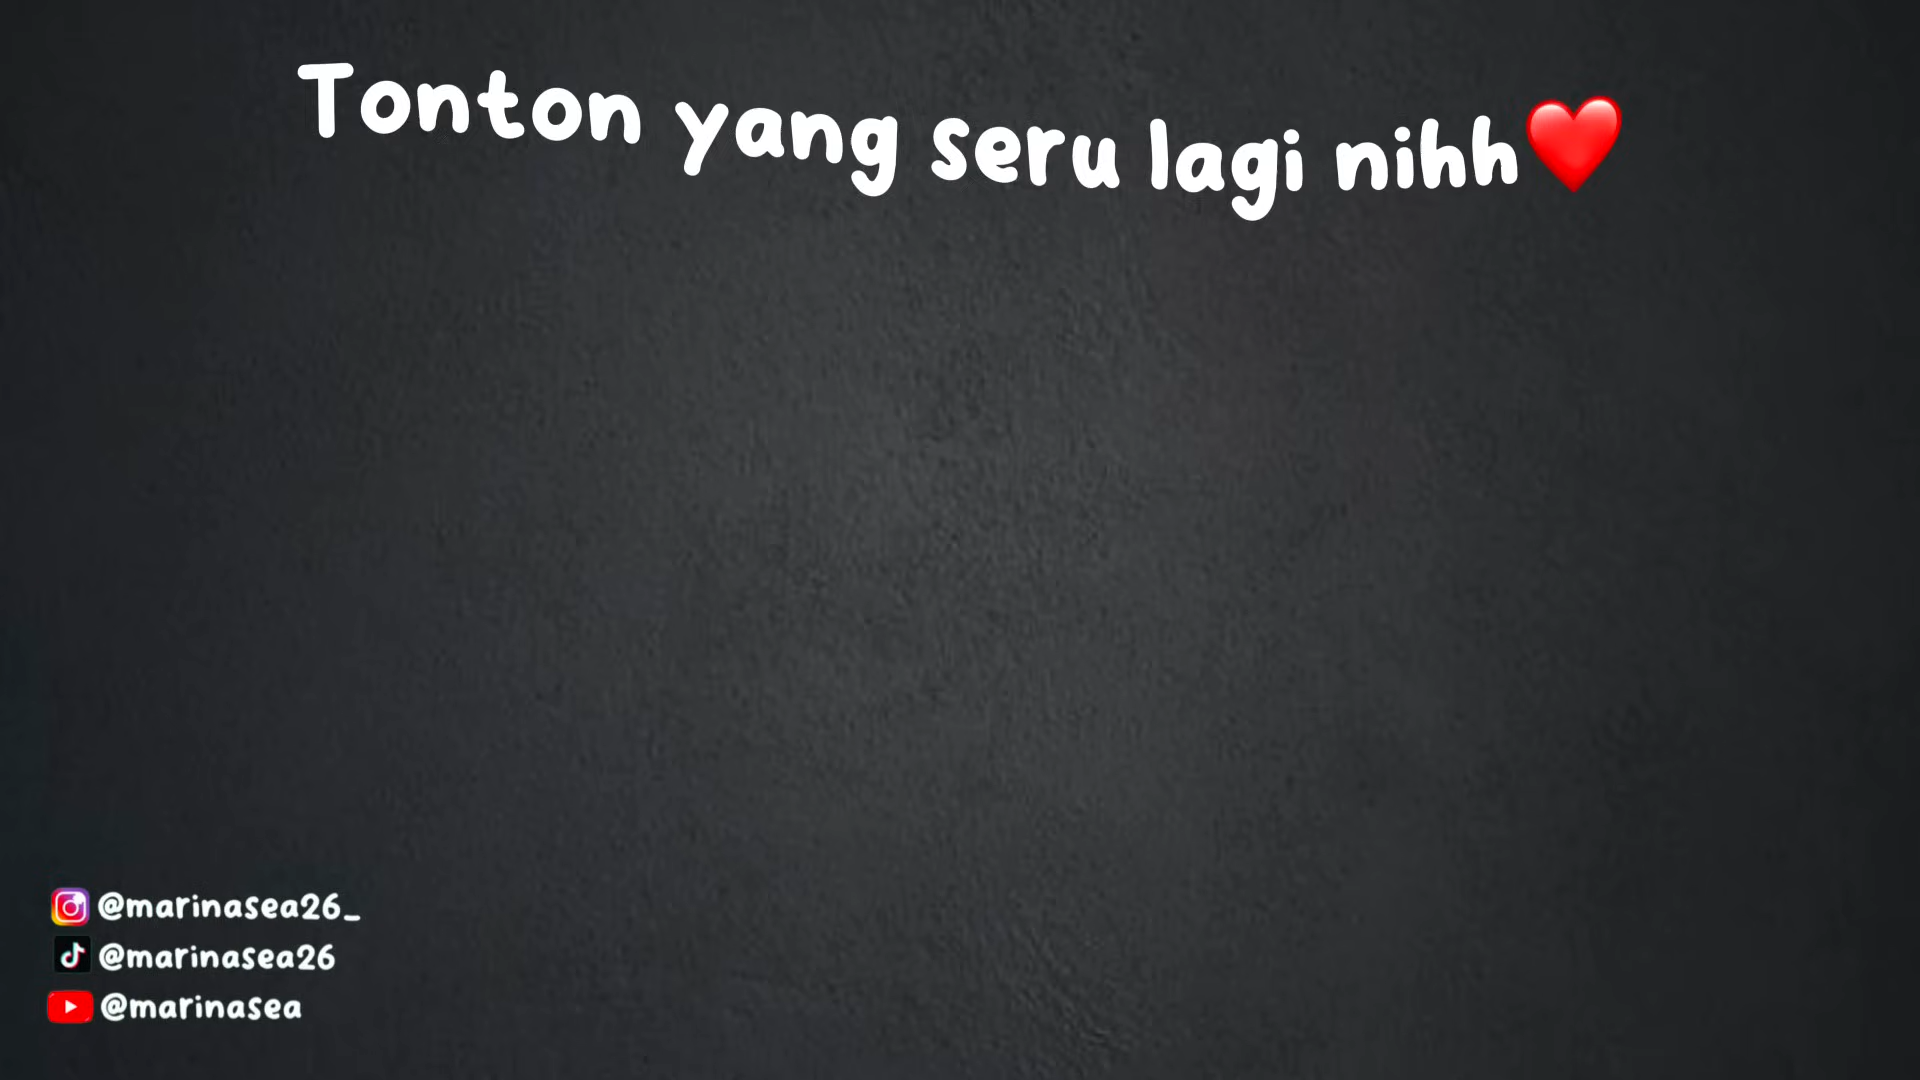 Tonton yang seru lagi nihh❤️
@marinasea26_
@marinasea26
@marinasea